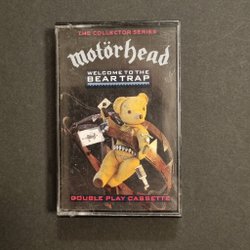 THE COLLECTOR SERIES
motörhead
WELCOME TO THE
BEAR TRAP
DOUBLE PLAY CASSETTE